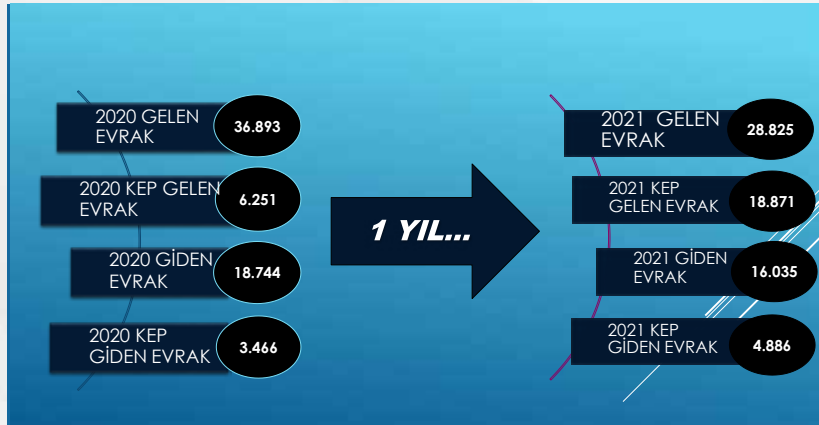 2020 GELEN
EVRAK
36.893
2020 KEP GELEN
EVRAK
6.251
2020 GİDEN
EVRAK
18.744
2020 KEP
GİDEN EVRAK
3.466
1 YIL...
2021 GELEN
EVRAK
28.825
2021 KEP
GELEN EVRAK
18.871
2021 GİDEN
EVRAK
16.035
2021 KEP
GİDEN EVRAK
4.886